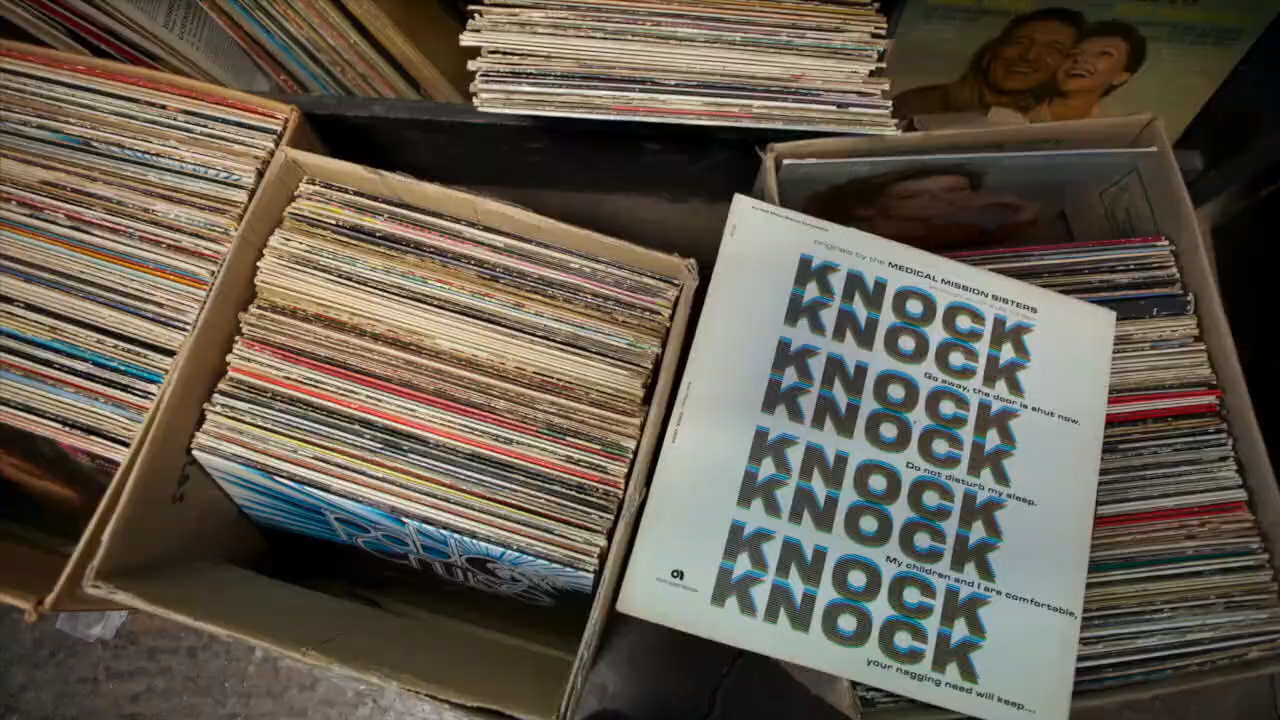 originals by the MEDICAL MISSION SISTERS
KNOCK
KNOCK
Go away, the door is shut now.
KNOCK
KNOCK
Do not disturb my sleep.
KNOCK
KNOCK
My children and I are comfortable,
KNOCK
KNOCK
your nagging need will keep...